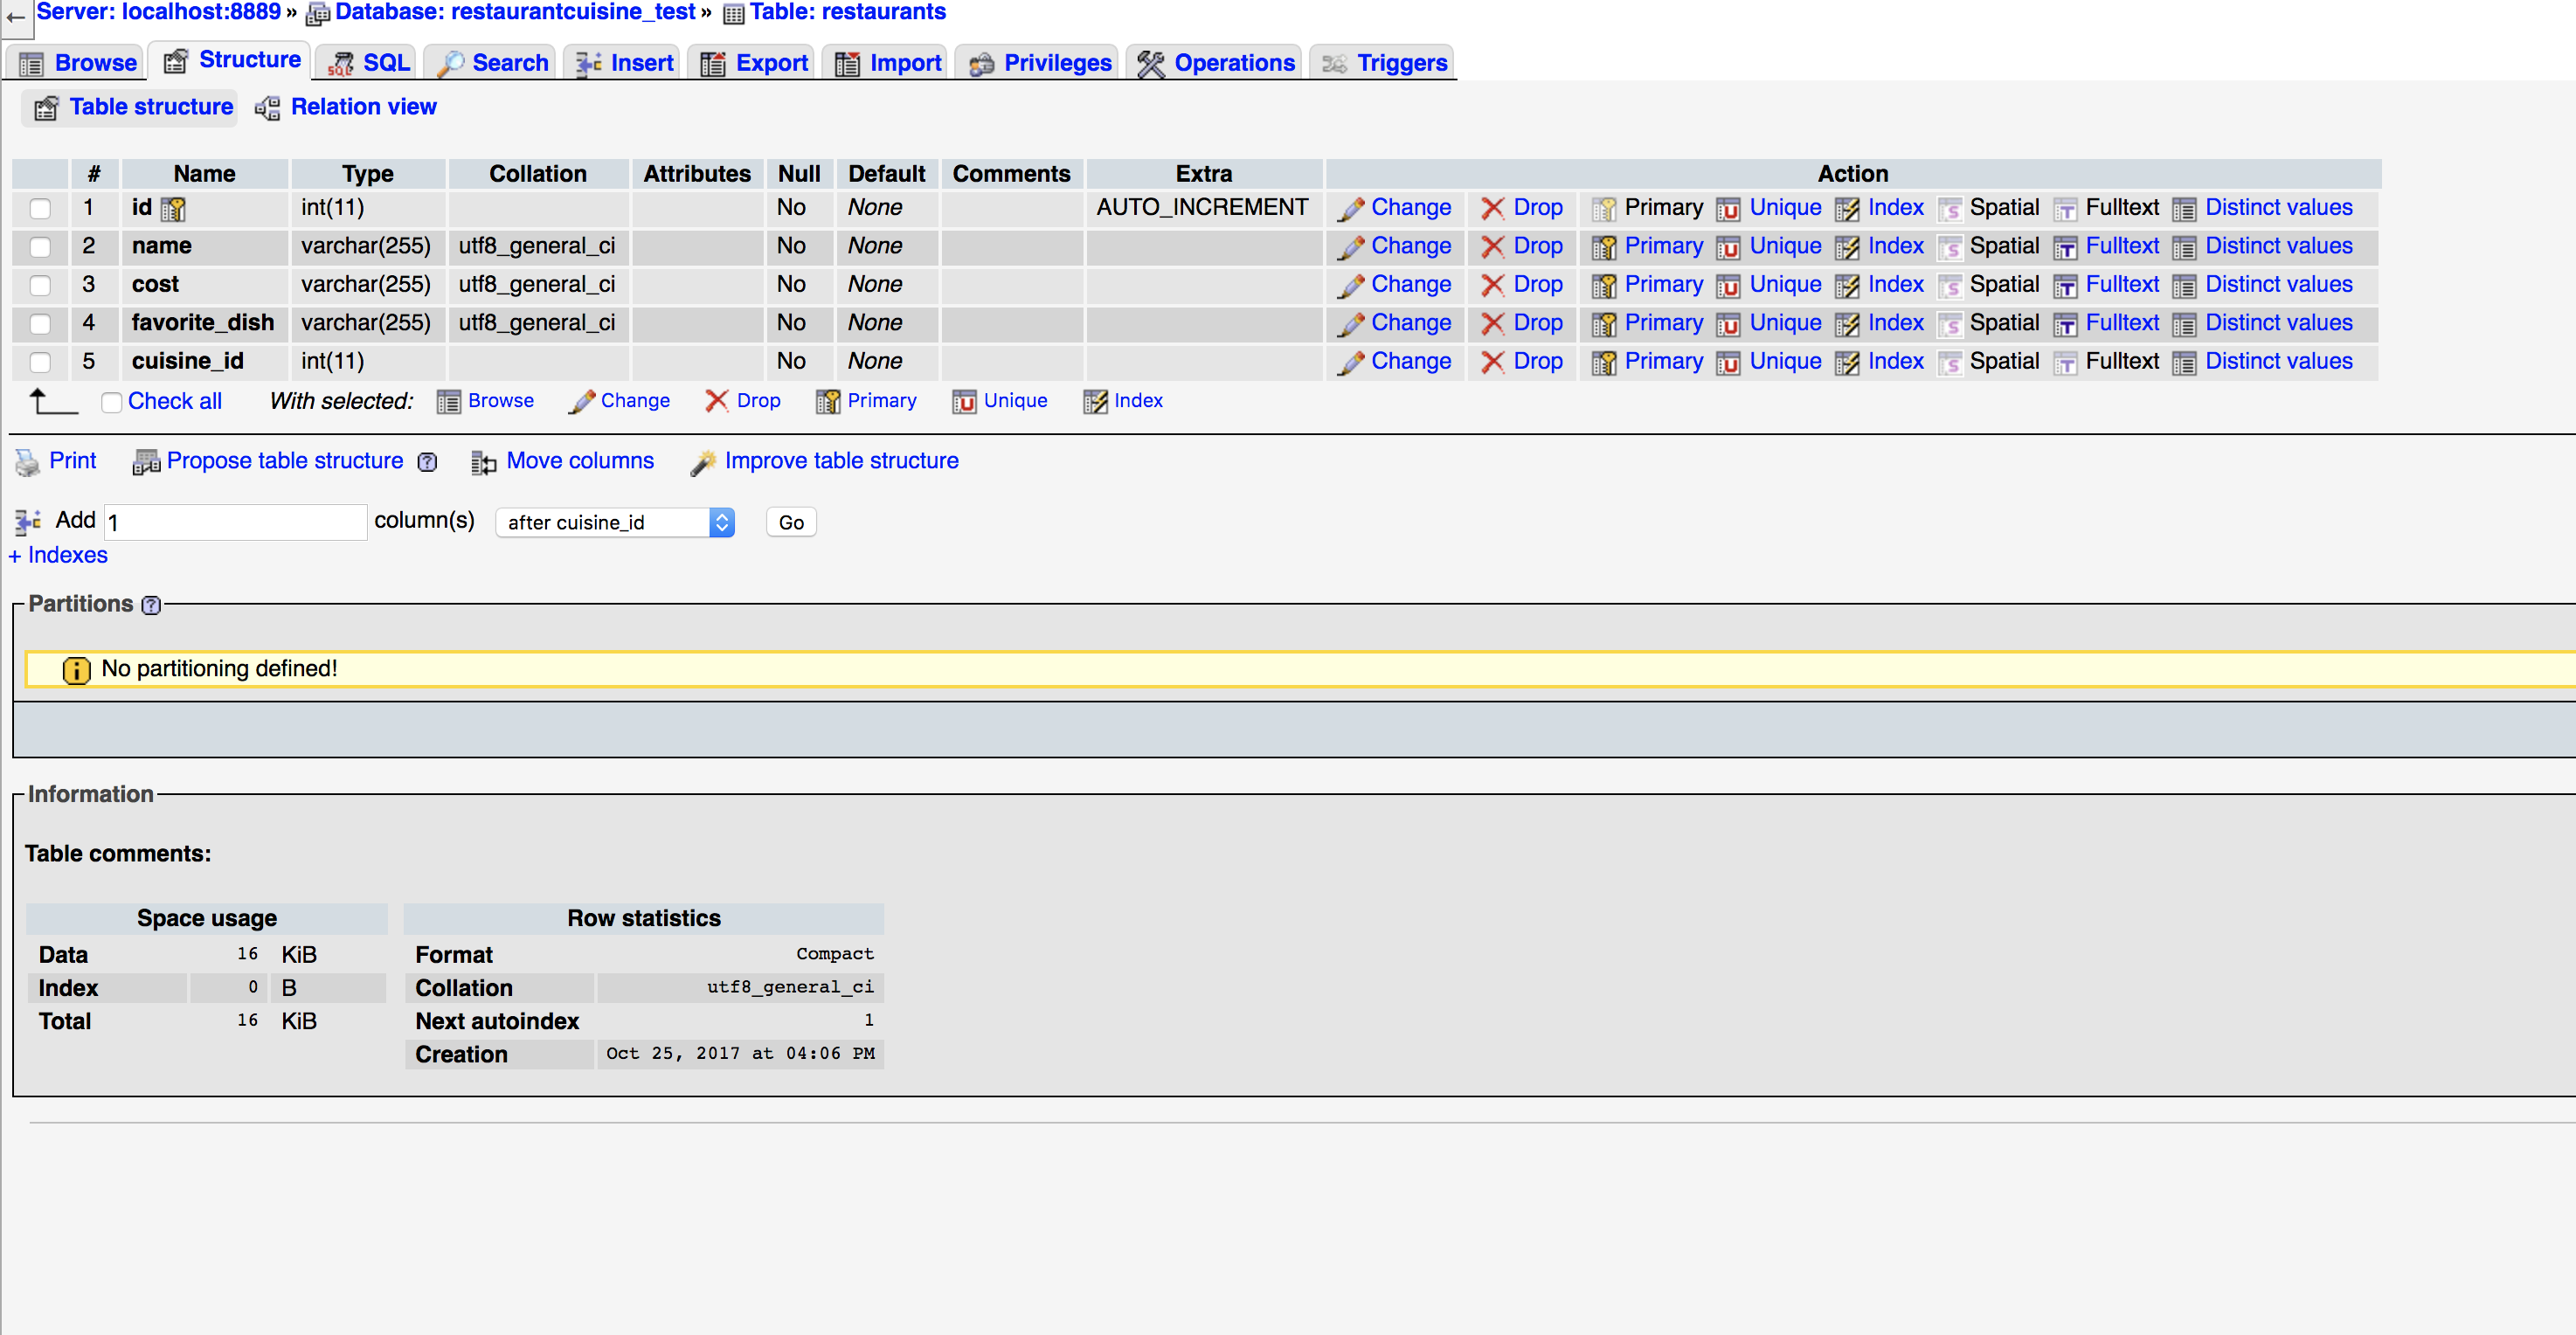 Server: localhost:8889 » Database: restaurantcuisine_test » Table: restaurants
Browse Structure SQL Search Insert Export Import Privileges Operations Triggers
Table structure Relation view
# Name Type Collation Attributes Null Default Comments Extra Action
1 id int(11) No None AUTO_INCREMENT Change Drop Primary Unique Index Spatial Fulltext Distinct values
2 name varchar(255) utf8_general_ci No None Change Drop Primary Unique Index Spatial Fulltext Distinct values
3 cost varchar(255) utf8_general_ci No None Change Drop Primary Unique Index Spatial Fulltext Distinct values
4 favorite_dish varchar(255) utf8_general_ci No None Change Drop Primary Unique Index Spatial Fulltext Distinct values
5 cuisine_id int(11) No None Change Drop Primary Unique Index Spatial Fulltext Distinct values
Check all With selected: Browse Change Drop Primary Unique Index
Print Propose table structure Move columns Improve table structure
Add 1 column(s) after cuisine_id Go
+ Indexes
Partitions
No partitioning defined!
Information
Table comments:
Space usage Row statistics
Data 16 KiB Format Compact
Index 0 B Collation utf8_general_ci
Total 16 KiB Next autoindex 1
Creation Oct 25, 2017 at 04:06 PM